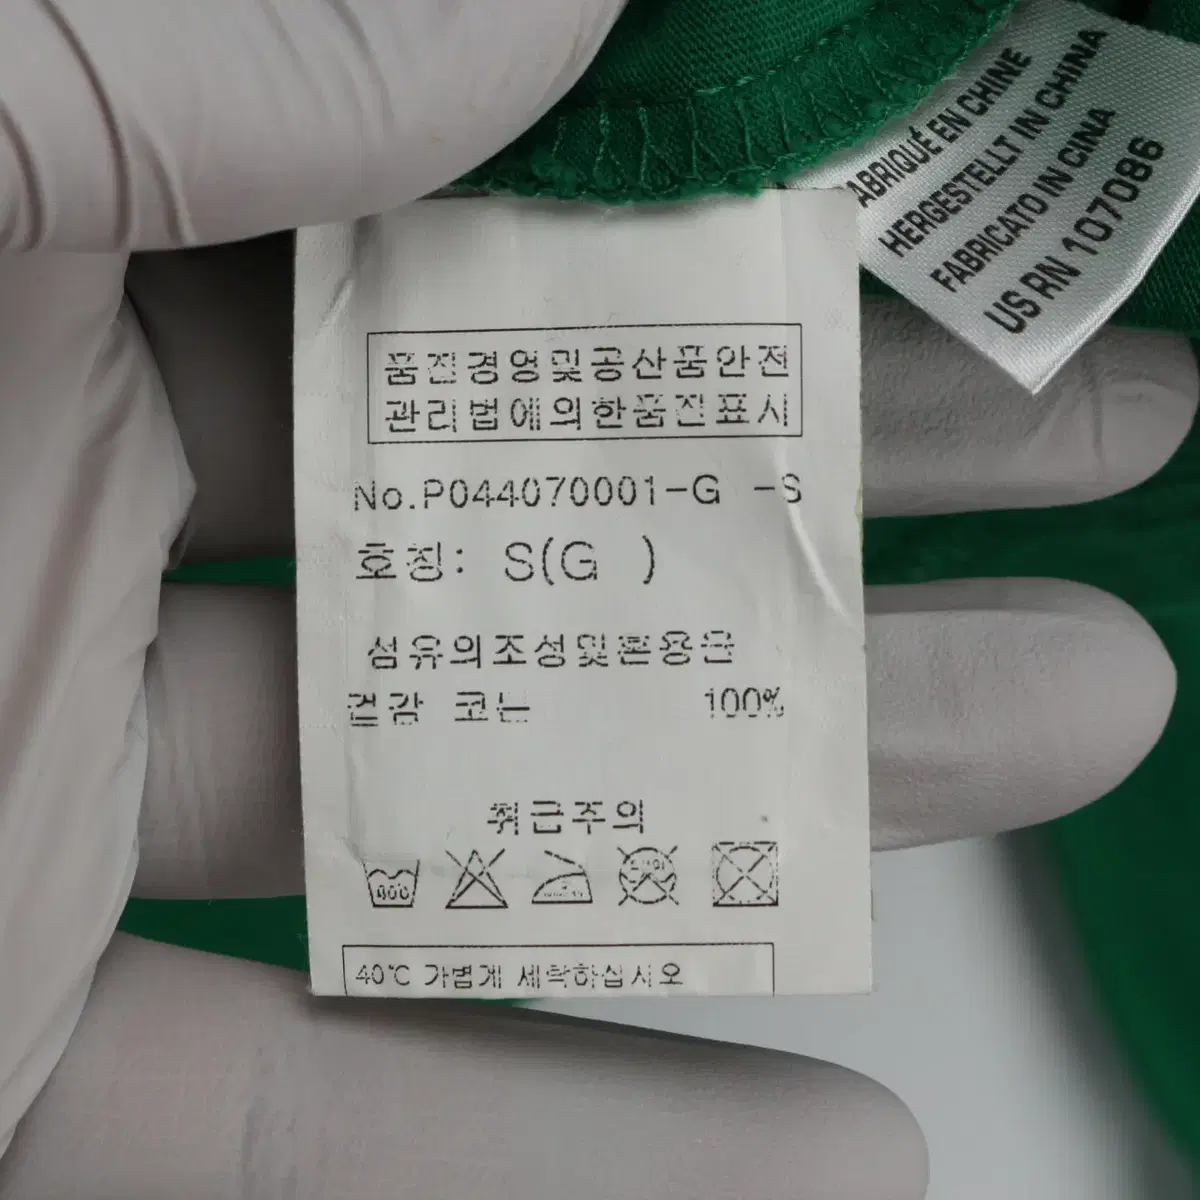 품질경영및공산품안전
관리법에의한품질표시
No.P044070001-G -S
호칭: S(G )
섬유의조성및혼용율
겉감 코튼 100%
취급주의
40℃
40℃ 가볍게 세탁하십시오
FABRIQUÉ EN CHINE
HERGESTELLT IN CHINA
FABRICATO IN CINA
US RN 107086